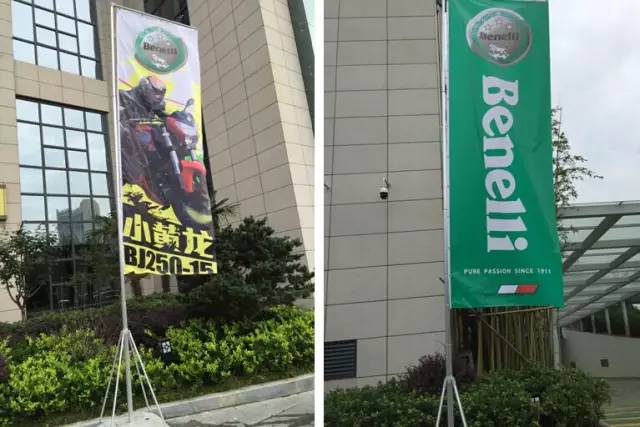 Benelli
小黄龙
BJ250-15
Benelli
Benelli
PURE PASSION SINCE 1911